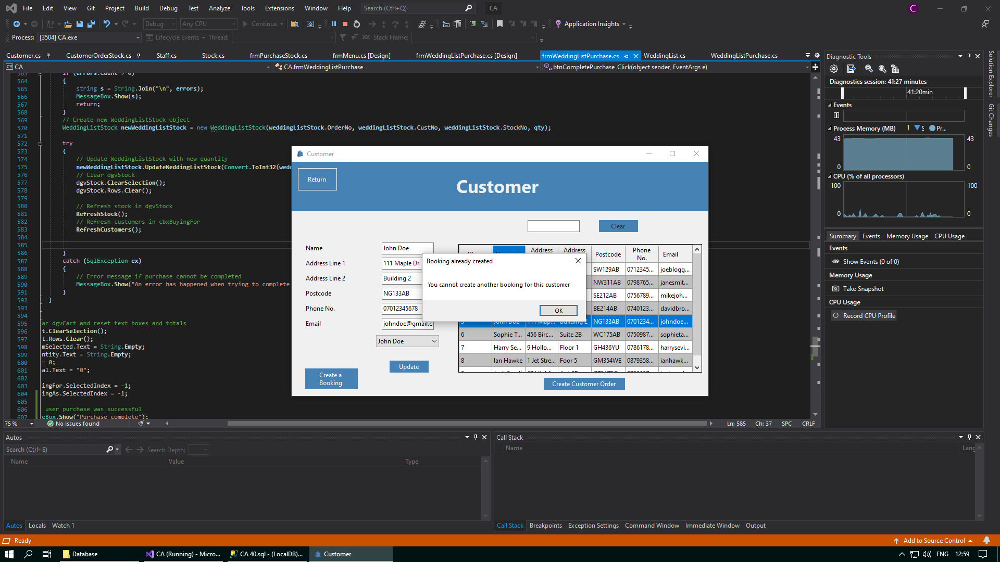 File Edit View Git Project Build Debug Test Analyze Tools Extensions Window Help Search (Ctrl+Q) CA C
Debug Any CPU Continue Application Insights
Process: [3504] CA.exe Lifecycle Events Thread: Stack Frame:
Customer.cs CustomerOrderStock.cs Staff.cs Stock.cs frmPurchaseStock.cs frmMenu.cs [Design] frmWeddingListPurchase.cs [Design] frmWeddingListPurchase.cs WeddingList.cs WeddingListPurchase.cs
CA CA.frmWeddingListPurchase btnCompletePurchase_Click(object sender, EventArgs e)
563 if (errors.Count > 0)
564 {
565 string s = String.Join("\n", errors);
566 MessageBox.Show(s);
567 return;
568 }
569 // Create new WeddingListStock object
570 WeddingListStock newWeddingListStock = new WeddingListStock(weddingListStock.OrderNo, weddingListStock.CustNo, weddingListStock.StockNo, qty);
571
572 try
573 {
574 // Update WeddingListStock with new quantity
575 newWeddingListStock.UpdateWeddingListStock(Convert.ToInt32(wedd
576 // Clear dgvStock
577 dgvStock.ClearSelection();
578 dgvStock.Rows.Clear();
579
580 // Refresh stock in dgvStock
581 RefreshStock();
582 // Refresh customers in cbxBuyingFor
583 RefreshCustomers();
584
585
586 }
587 catch (SqlException ex)
588 {
589 // Error message if purchase cannot be completed
590 MessageBox.Show("An error has happened when trying to complete
591 }
592 }
593
594
595 ar dgvCart and reset text boxes and totals
596 t.ClearSelection();
597 t.Rows.Clear();
598 mSelected.Text = String.Empty;
599 ntity.Text = String.Empty;
600 = 0;
601 al.Text = "0";
602
603 ingFor.SelectedIndex = -1;
604 ingAs.SelectedIndex = -1;
605
606 user purchase was successful
607 eBox.Show("Purchase complete");
75 % No issues found Ln: 585 Ch: 37 SPC CRLF
Customer
Return
Customer
Clear
Name John Doe
Address Line 1 111 Maple Dr
Address Line 2 Building 2
Postcode NG133AB
Phone No. 07012345678
Email johndoe@gmail.c
John Doe
Update
Create a
Booking
Create Customer Order
Address Address Postcode Phone No. Email
SW129AB 0712345... joeblogg...
NW311AB 0798765... janesmit...
SE212AB 0756789... mikejoh...
BE214AB 0740123... davidbro...
5 John Doe 111 Map... Building 2 NG133AB 0701234... johndoe...
6 Sophie T... 456 Birc... Suite 2B WC175AB 0750987... sophieta...
7 Harry Se... 9 Hollo... Floor 1 GH436YU 0786178... harrysevi...
8 Ian Hawke 1 Jet Stre... Foor 5 GM354WE 0879358... ianhawk...
Booking already created
You cannot create another booking for this customer
OK
Diagnostic Tools
Diagnostics session: 41:27 minutes
41:20min
Events
Process Memory (MB) S Pr...
43 43
0 0
CPU (% of all processors)
100 100
0 0
Summary Events Memory Usage CPU Usage
Events
Show Events (0 of 0)
Memory Usage
Take Snapshot
CPU Usage
Record CPU Profile
Solution Explorer
Git Changes
Autos
Search (Ctrl+E) Search Depth:
Name Value Type
Autos Locals Watch 1
Call Stack
Name Lang
Call Stack Breakpoints Exception Settings Command Window Immediate Window Output
Ready Add to Source Control
Database CA (Running) - Micro... CA 40.sql - (LocalDB)... Customer ENG 12:59